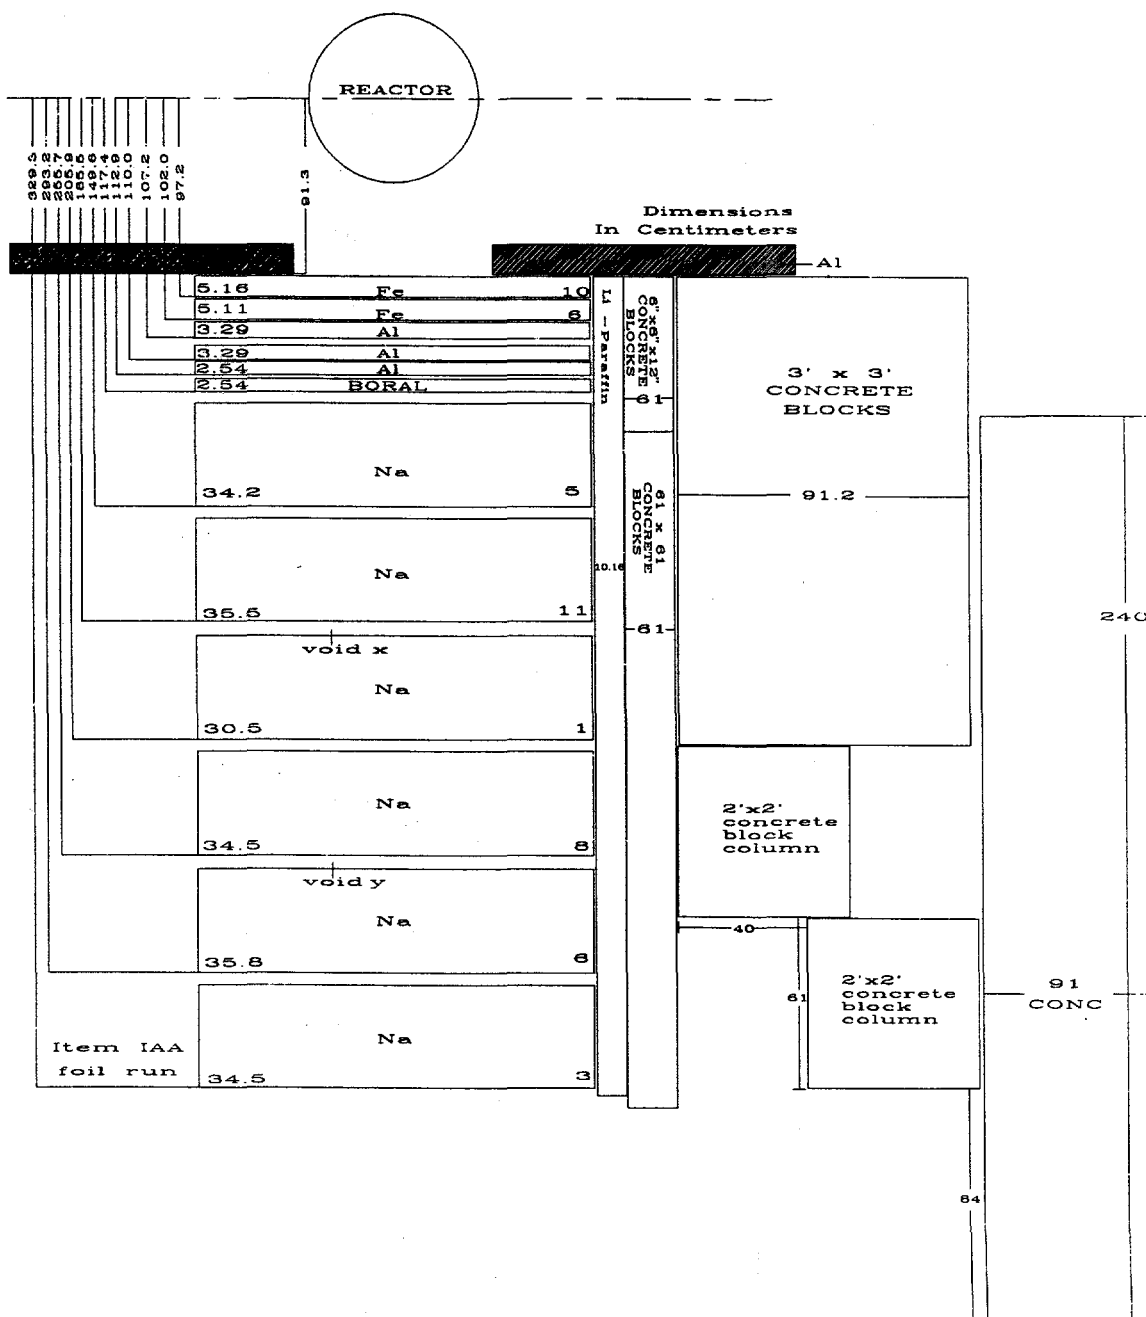 REACTOR
329.3
293.2
255.7
205.9
185.5
149.6
117.4
112.9
110.0
107.2
102.0
97.2
91.3
Dimensions
In Centimeters
Al
5.16 Fe 10
5.11 Fe 6
3.29 Al
3.29 Al
2.54 Al
2.54 BORAL
Na
34.2 5
Na
35.5 11
void x
Na
30.5 1
Na
34.5 8
void y
Na
35.8 6
Na
34.5 3
Item IAA
foil run
Li - Paraffin
10.16
6"x6"x12"
CONCRETE
BLOCKS
61
61 x 61
CONCRETE
BLOCKS
61
3' x 3'
CONCRETE
BLOCKS
91.2
2'x2'
concrete
block
column
40
61
2'x2'
concrete
block
column
240
91
CONC
84